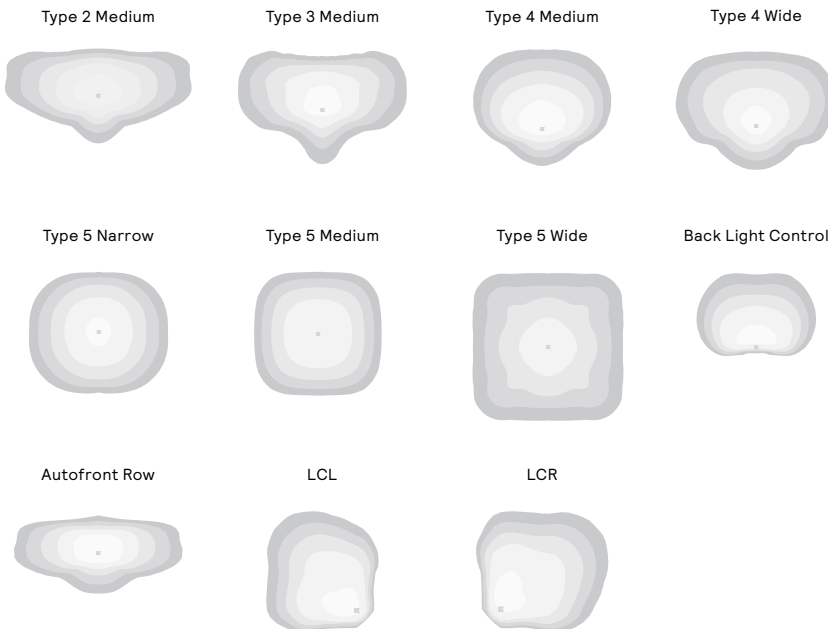 Type 2 Medium
Type 3 Medium
Type 4 Medium
Type 4 Wide
Type 5 Narrow
Type 5 Medium
Type 5 Wide
Back Light Control
Autofront Row
LCL
LCR